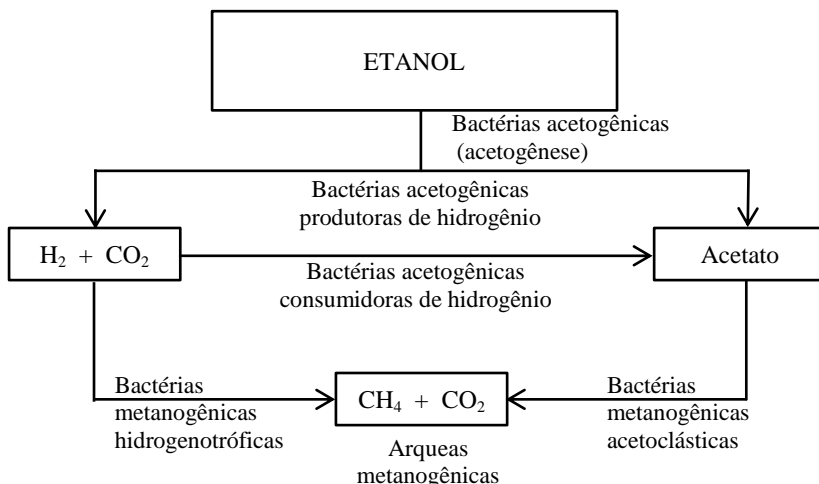 ETANOL
Bactérias acetogênicas
(acetogênese)
Bactérias acetogênicas
produtoras de hidrogênio
H₂ + CO₂
Acetato
Bactérias acetogênicas
consumidoras de hidrogênio
Bactérias
metanogênicas
hidrogenotróficas
CH₄ + CO₂
Bactérias
metanogênicas
acetoclásticas
Arqueas
metanogênicas